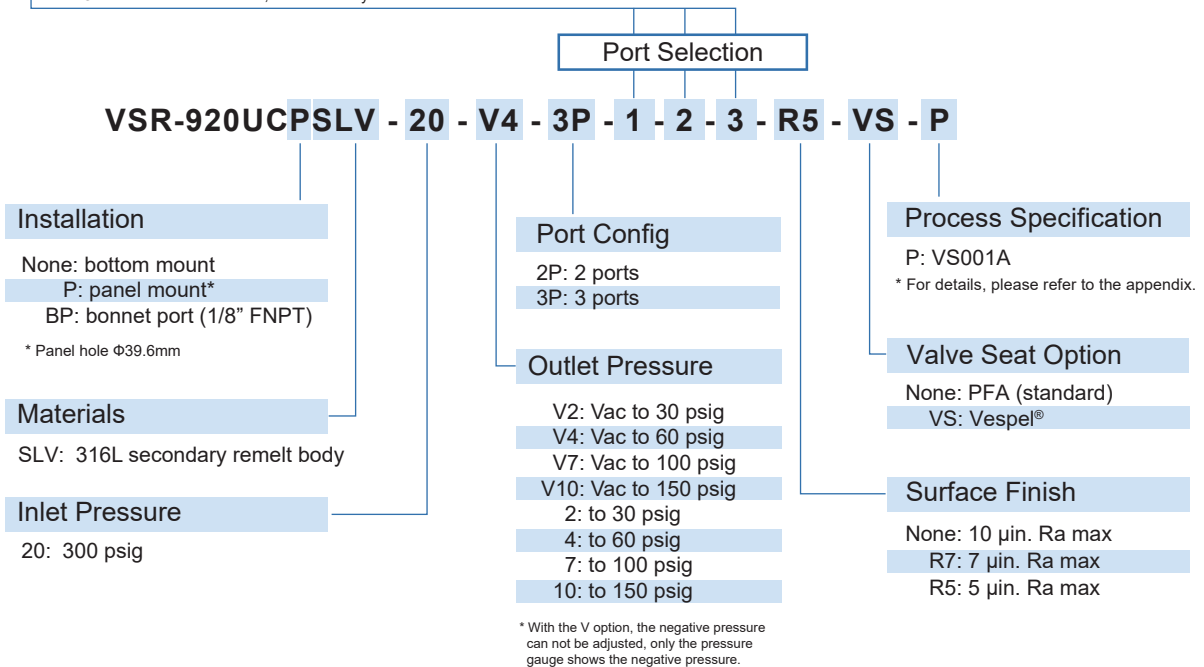 Port Selection
VSR-920UCPSLV - 20 - V4 - 3P - 1 - 2 - 3 - R5 - VS - P
Installation
None: bottom mount
P: panel mount*
BP: bonnet port (1/8” FNPT)
* Panel hole Φ39.6mm
Materials
SLV: 316L secondary remelt body
Inlet Pressure
20: 300 psig
Port Config
2P: 2 ports
3P: 3 ports
Outlet Pressure
V2: Vac to 30 psig
V4: Vac to 60 psig
V7: Vac to 100 psig
V10: Vac to 150 psig
2: to 30 psig
4: to 60 psig
7: to 100 psig
10: to 150 psig
* With the V option, the negative pressure
can not be adjusted, only the pressure
gauge shows the negative pressure.
Process Specification
P: VS001A
* For details, please refer to the appendix.
Valve Seat Option
None: PFA (standard)
VS: Vespel®
Surface Finish
None: 10 µin. Ra max
R7: 7 µin. Ra max
R5: 5 µin. Ra max